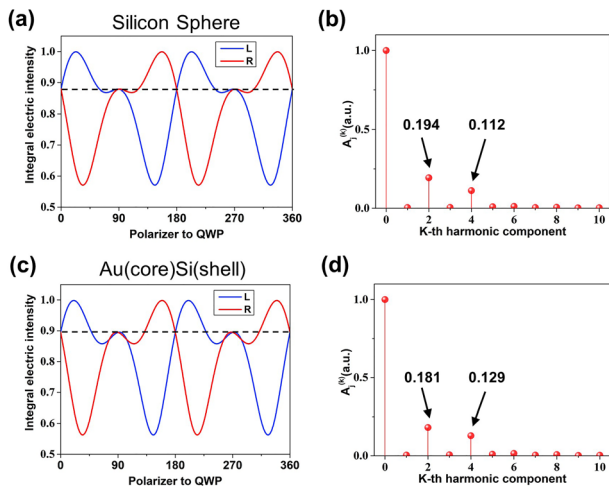 (a)
Silicon Sphere
Integral electric intensity
1.0
0.9
0.8
0.7
0.6
0.5
L
R
0 90 180 270 360
Polarizer to QWP
(b)
A_j^(k)(a.u.)
1.0
0.5
0.0
0.194
0.112
0 2 4 6 8 10
K-th harmonic component
(c)
Au(core)Si(shell)
Integral electric intensity
1.0
0.9
0.8
0.7
0.6
0.5
L
R
0 90 180 270 360
Polarizer to QWP
(d)
A_j^(k)(a.u.)
1.0
0.5
0.0
0.181
0.129
0 2 4 6 8 10
K-th harmonic component